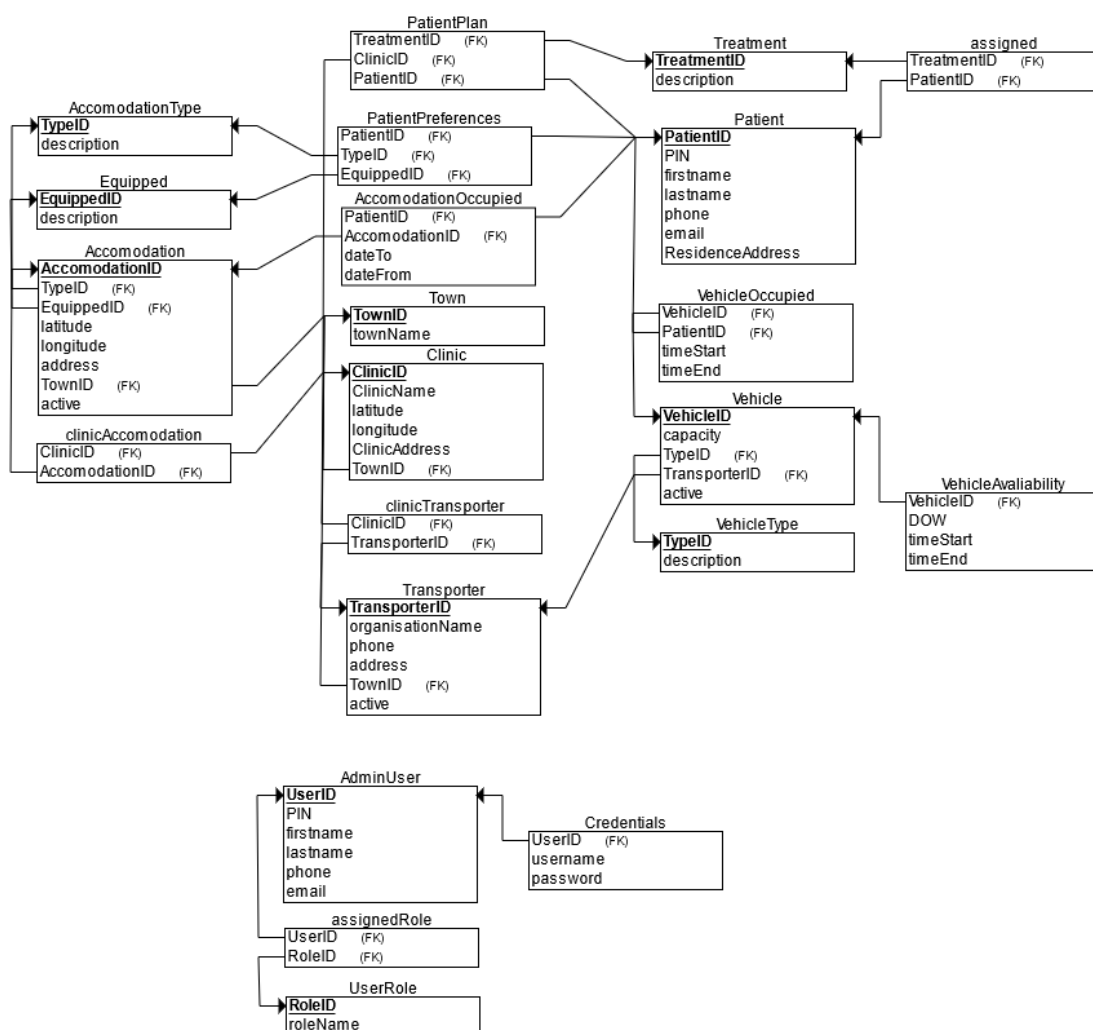 PatientPlan
TreatmentID (FK)
ClinicID (FK)
PatientID (FK)
Treatment
TreatmentID
description
assigned
TreatmentID (FK)
PatientID (FK)
AccomodationType
TypeID
description
PatientPreferences
PatientID (FK)
TypeID (FK)
EquippedID (FK)
Patient
PatientID
PIN
firstname
lastname
phone
email
ResidenceAddress
Equipped
EquippedID
description
AccomodationOccupied
PatientID (FK)
AccomodationID (FK)
dateTo
dateFrom
Accomodation
AccomodationID
TypeID (FK)
EquippedID (FK)
latitude
longitude
address
TownID (FK)
active
Town
TownID
townName
VehicleOccupied
VehicleID (FK)
PatientID (FK)
timeStart
timeEnd
Clinic
ClinicID
ClinicName
latitude
longitude
ClinicAddress
TownID (FK)
clinicAccomodation
ClinicID (FK)
AccomodationID (FK)
Vehicle
VehicleID
capacity
TypeID (FK)
TransporterID (FK)
active
VehicleAvaliability
VehicleID (FK)
DOW
timeStart
timeEnd
clinicTransporter
ClinicID (FK)
TransporterID (FK)
VehicleType
TypeID
description
Transporter
TransporterID
organisationName
phone
address
TownID (FK)
active
AdminUser
UserID
PIN
firstname
lastname
phone
email
Credentials
UserID (FK)
username
password
assignedRole
UserID (FK)
RoleID (FK)
UserRole
RoleID
roleName